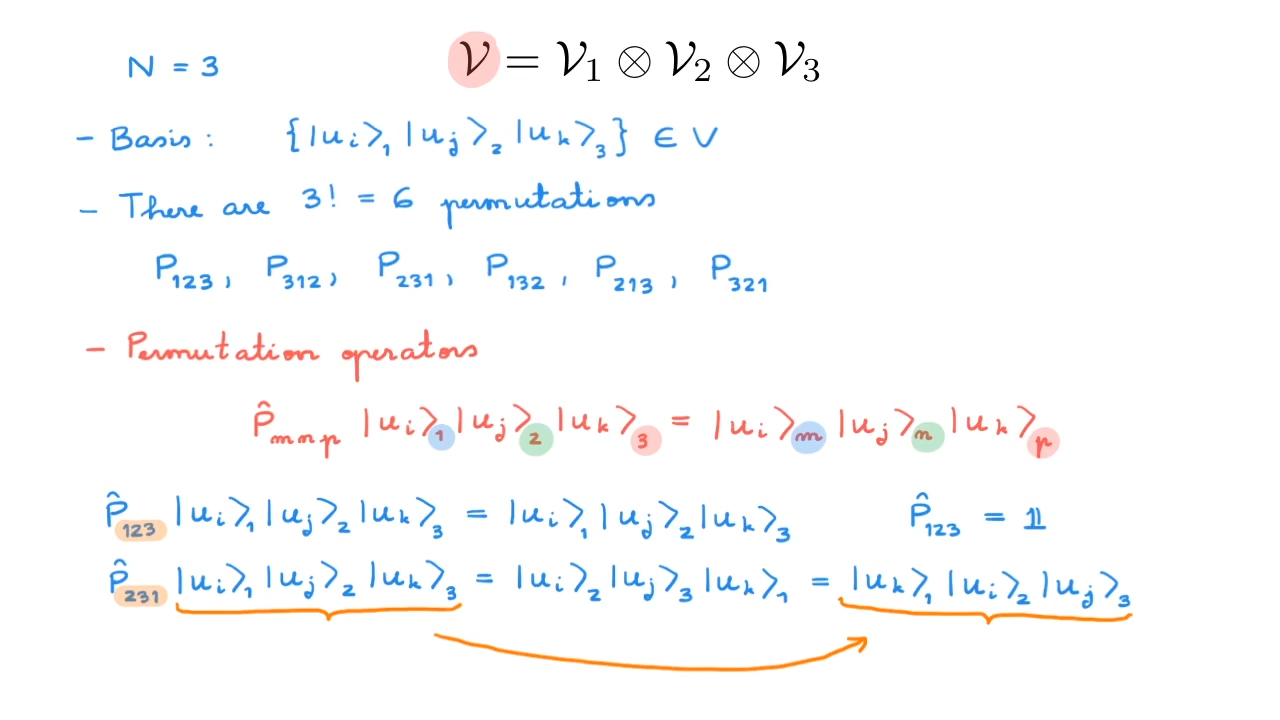 N = 3
𝒱 = 𝒱₁ ⊗ 𝒱₂ ⊗ 𝒱₃
- Basis : {|uᵢ⟩₁ |uⱼ⟩₂ |uₖ⟩₃} ∈ V
- There are 3! = 6 permutations
P₁₂₃ , P₃₁₂ , P₂₃₁ , P₁₃₂ , P₂₁₃ , P₃₂₁
- Permutation operators
P̂ₘₙₚ |uᵢ⟩₁ |uⱼ⟩₂ |uₖ⟩₃ = |uᵢ⟩ₘ |uⱼ⟩ₙ |uₖ⟩ₚ
P̂₁₂₃ |uᵢ⟩₁ |uⱼ⟩₂ |uₖ⟩₃ = |uᵢ⟩₁ |uⱼ⟩₂ |uₖ⟩₃ P̂₁₂₃ = 𝟙
P̂₂₃₁ |uᵢ⟩₁ |uⱼ⟩₂ |uₖ⟩₃ = |uᵢ⟩₂ |uⱼ⟩₃ |uₖ⟩₁ = |uₖ⟩₁ |uᵢ⟩₂ |uⱼ⟩₃